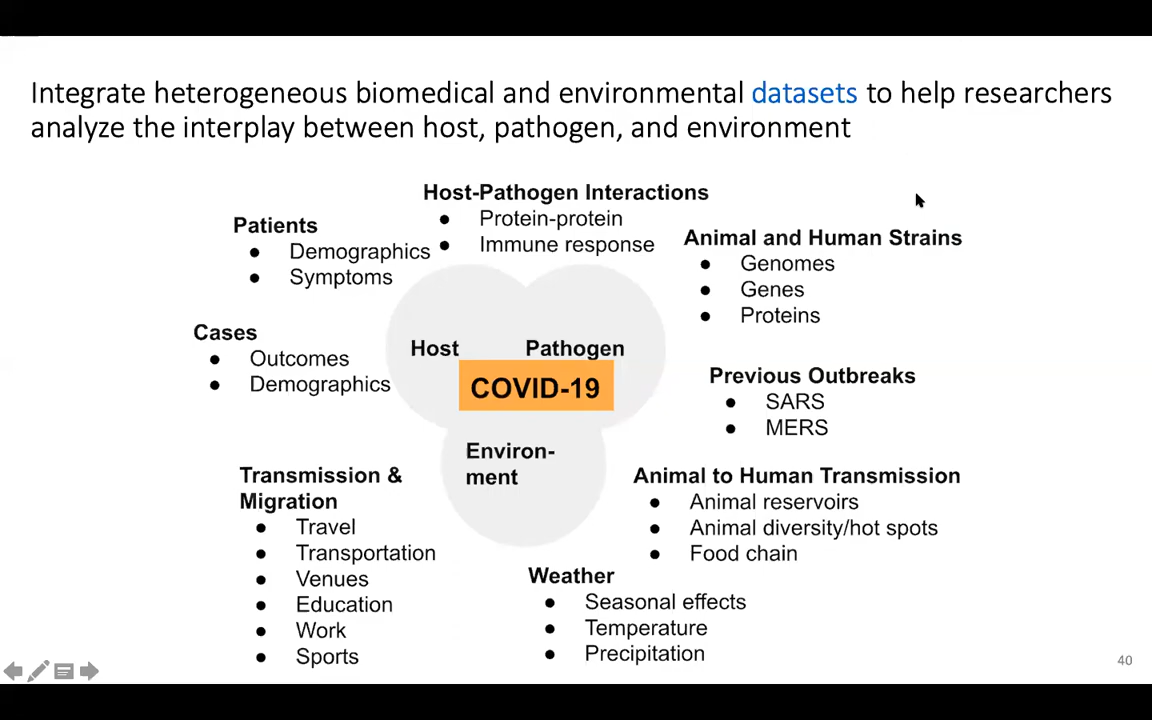 Integrate heterogeneous biomedical and environmental datasets to help researchers
analyze the interplay between host, pathogen, and environment
Host-Pathogen Interactions
● Protein-protein
● Immune response
Patients
● Demographics
● Symptoms
Animal and Human Strains
● Genomes
● Genes
● Proteins
Cases
● Outcomes
● Demographics
Host
Pathogen
COVID-19
Environ-
ment
Previous Outbreaks
● SARS
● MERS
Transmission &
Migration
● Travel
● Transportation
● Venues
● Education
● Work
● Sports
Animal to Human Transmission
● Animal reservoirs
● Animal diversity/hot spots
● Food chain
Weather
● Seasonal effects
● Temperature
● Precipitation
40